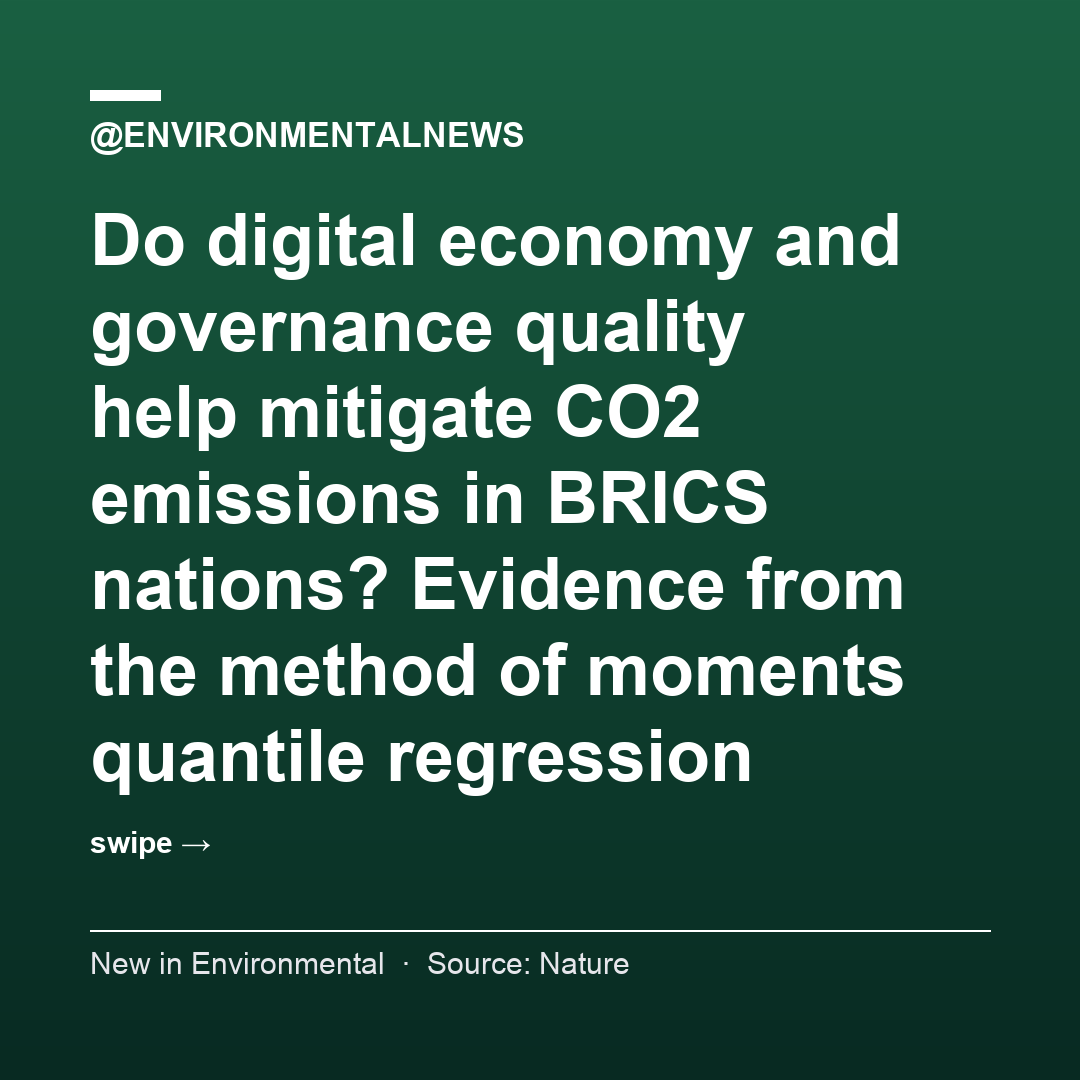 @ENVIRONMENTALNEWS
Do digital economy and
governance quality
help mitigate CO2
emissions in BRICS
nations? Evidence from
the method of moments
quantile regression
swipe →
New in Environmental · Source: Nature